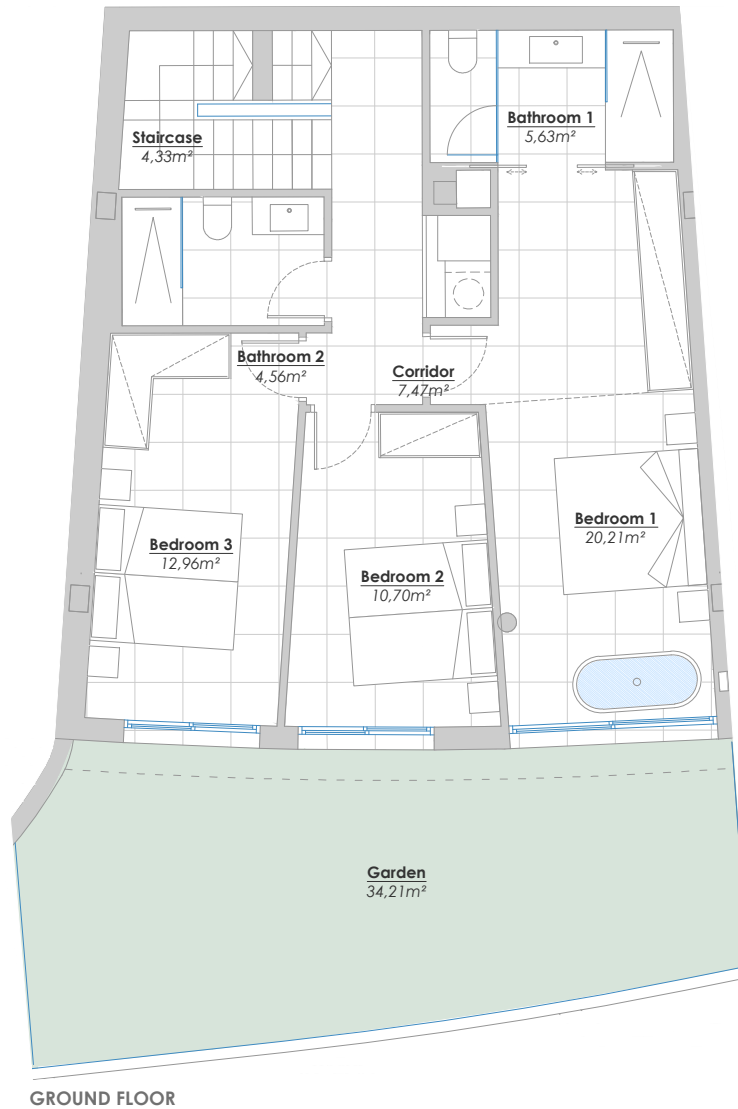 Bathroom 1
5,63m²
Staircase
4,33m²
Bathroom 2
4,56m²
Corridor
7,47m²
Bedroom 1
20,21m²
Bedroom 3
12,96m²
Bedroom 2
10,70m²
Garden
34,21m²
GROUND FLOOR